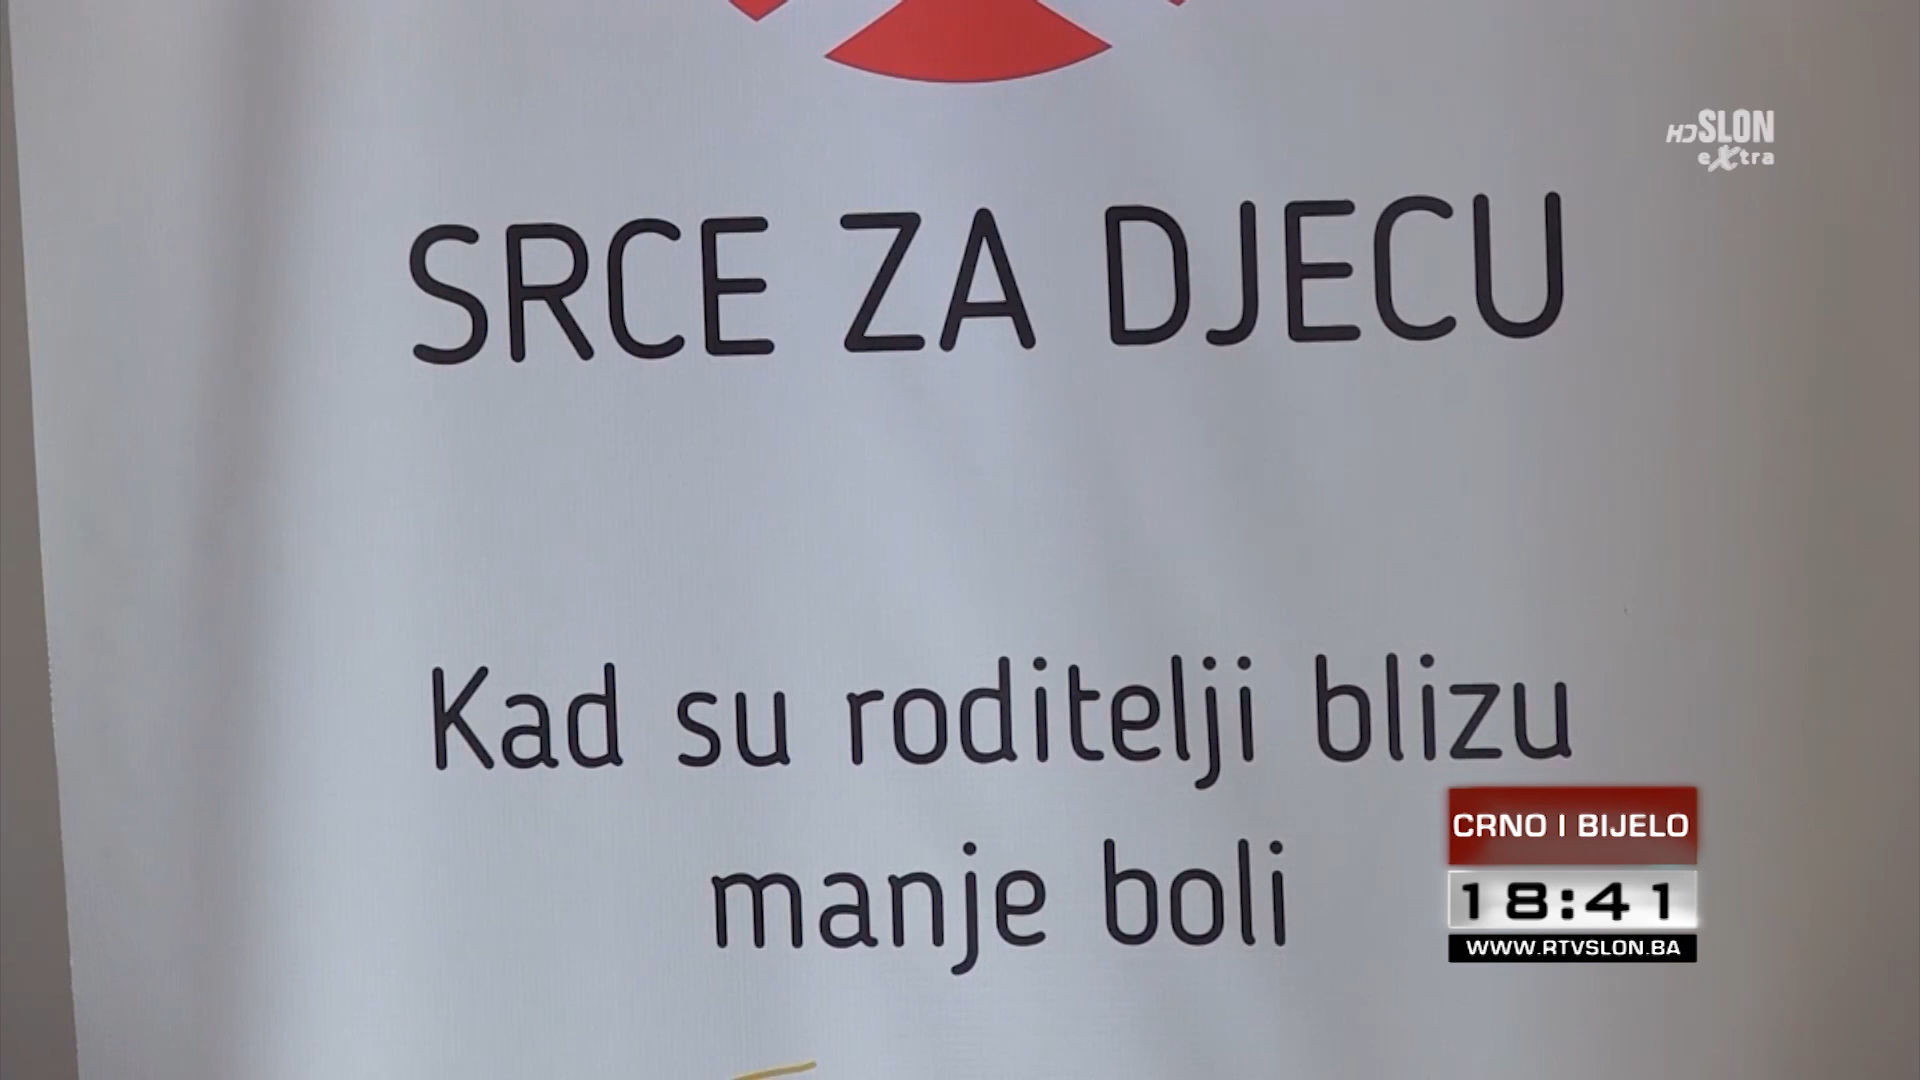 HD SLON
extra
SRCE ZA DJECU
Kad su roditelji blizu
manje boli
CRNO I BIJELO
18:41
WWW.RTVSLON.BA